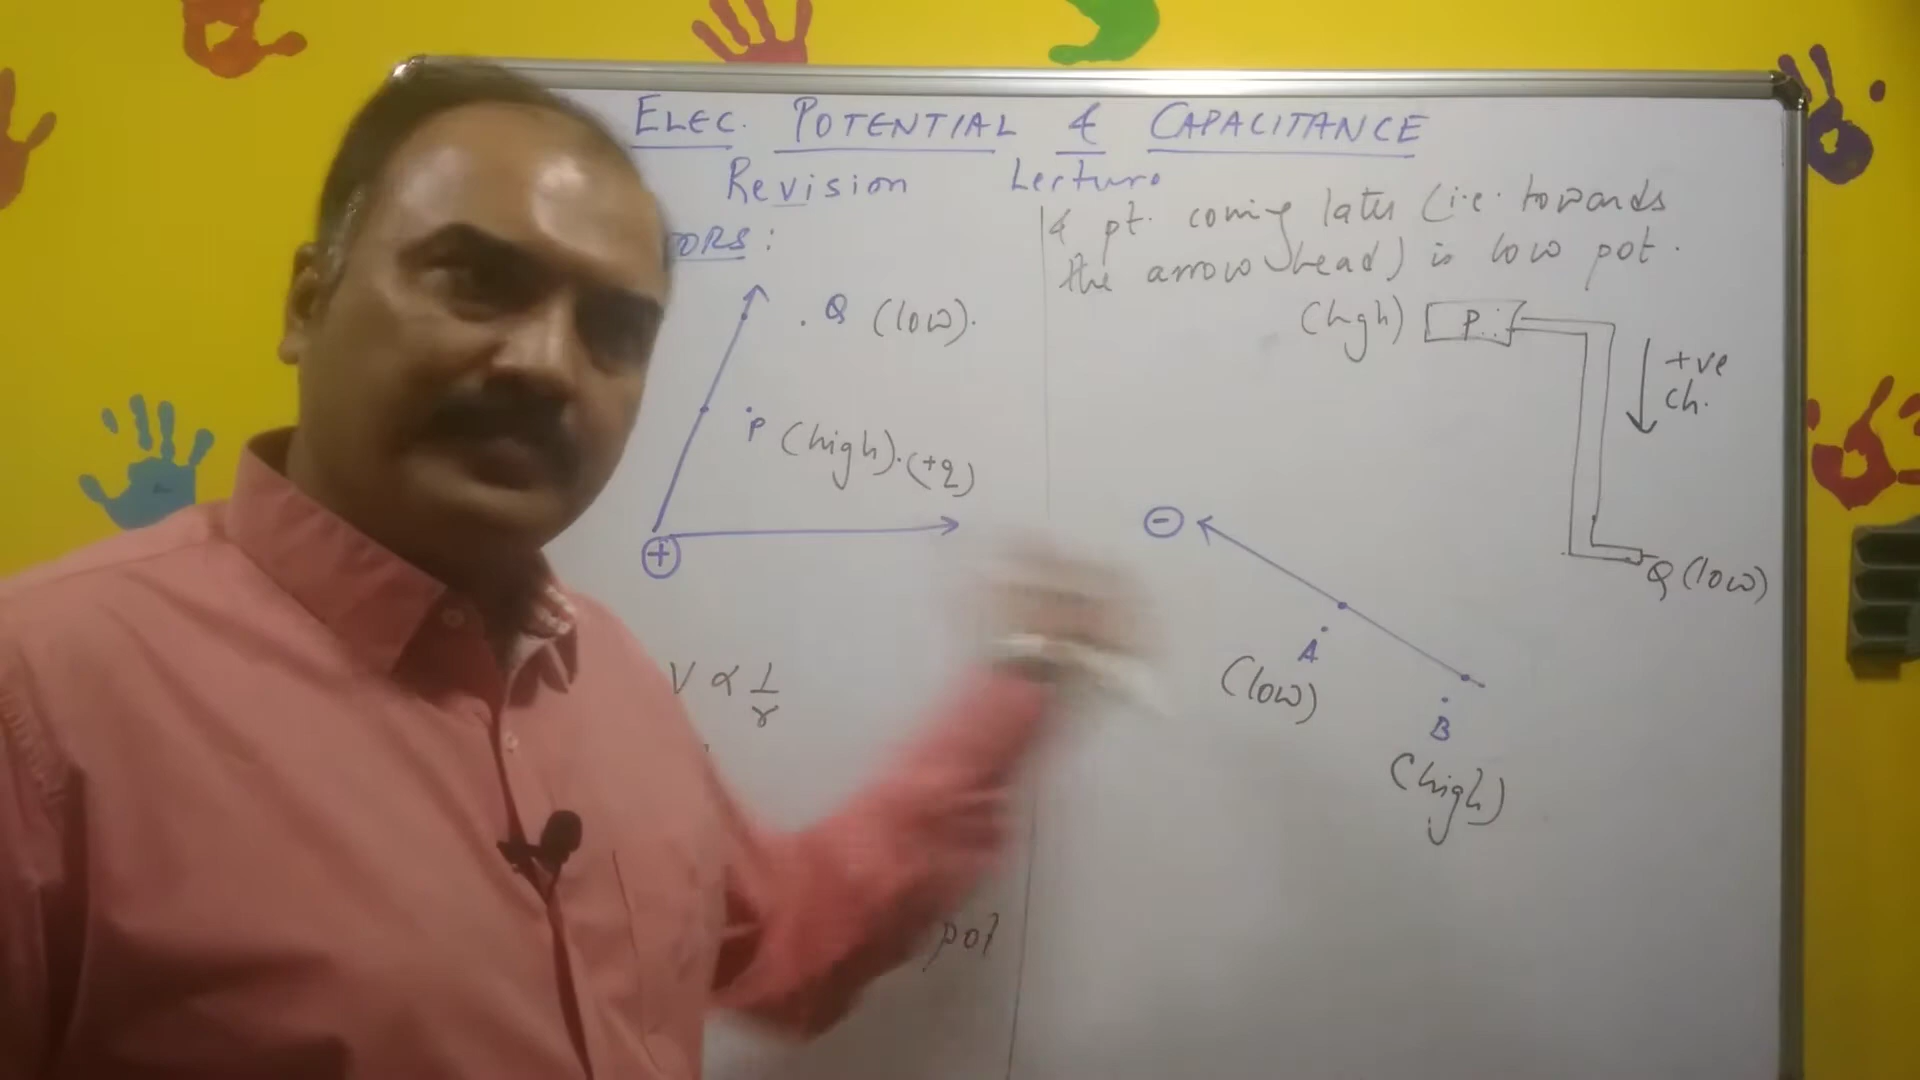 ELEC. POTENTIAL & CAPACITANCE
Revision Lecture
ORS:
& pt. coming later (i.e. towards
the arrow head) is low pot.
Q (low).
P (high). (+q)
+
V ∝ 1/r
pot
(hgh) P
+ve
ch.
Q (low)
-
A
(low)
B
(high)